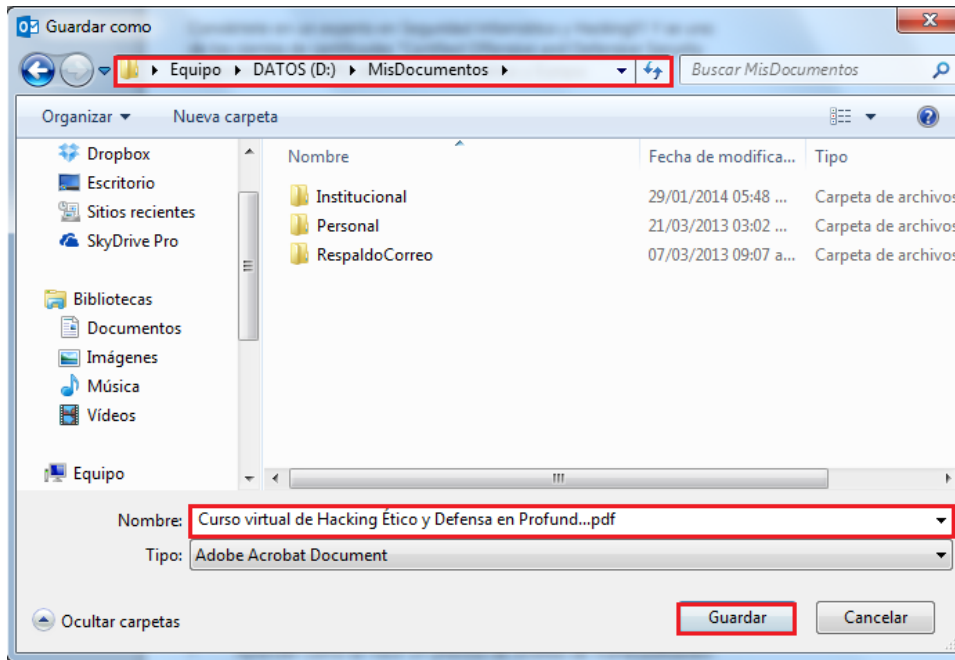 Guardar como
Equipo DATOS (D:) MisDocumentos
Buscar MisDocumentos
Organizar Nueva carpeta
Nombre Fecha de modifica... Tipo
Dropbox
Escritorio
Sitios recientes
SkyDrive Pro
Bibliotecas
Documentos
Imágenes
Música
Vídeos
Equipo
Institucional 29/01/2014 05:48 ... Carpeta de archivos
Personal 21/03/2013 03:02 ... Carpeta de archivos
RespaldoCorreo 07/03/2013 09:07 a... Carpeta de archivos
Nombre: Curso virtual de Hacking Ético y Defensa en Profund...pdf
Tipo: Adobe Acrobat Document
Ocultar carpetas
Guardar Cancelar